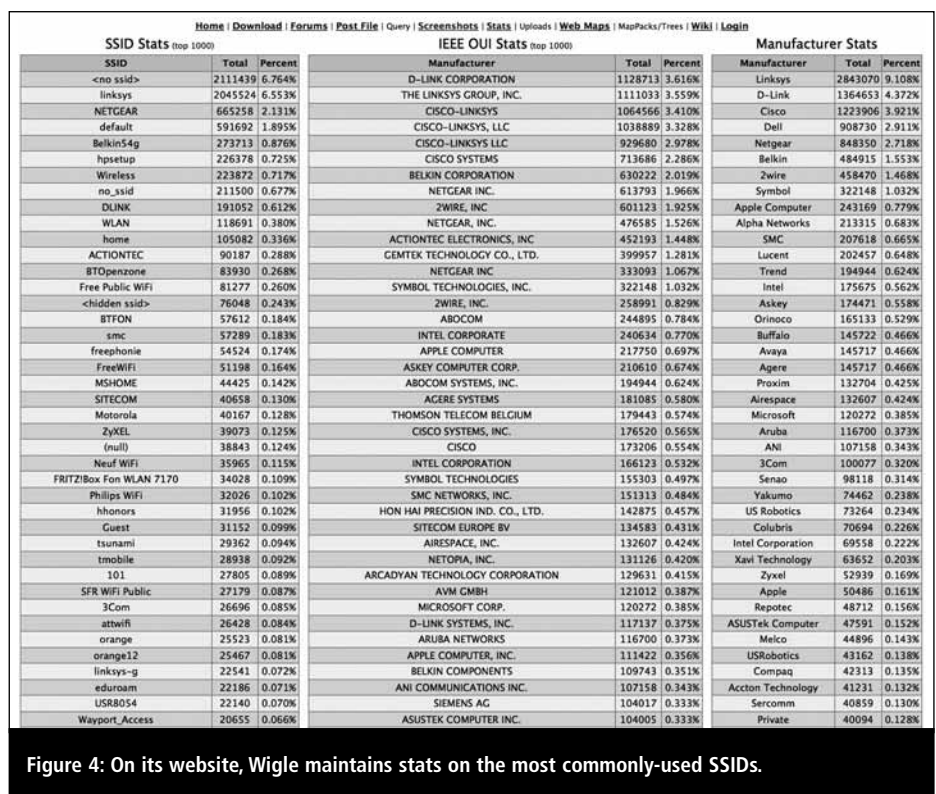 Home | Download | Forums | Post File | Query | Screenshots | Stats | Uploads | Web Maps | MapPacks/Trees | Wiki | Login
SSID Stats (top 1000)
SSID Total Percent
<no ssid> 2111439 6.764%
linksys 2045524 6.553%
NETGEAR 665258 2.131%
default 591692 1.895%
Belkin54g 273713 0.876%
hpsetup 226378 0.725%
Wireless 223872 0.717%
no_ssid 211500 0.677%
DLINK 191052 0.612%
WLAN 118691 0.380%
home 105082 0.336%
ACTIONTEC 90187 0.288%
BTOpenzone 83930 0.268%
Free Public WiFi 81277 0.260%
<hidden ssid> 76048 0.243%
BTFON 57612 0.184%
smc 57289 0.183%
freephonie 54524 0.174%
FreeWiFi 51198 0.164%
MSHOME 44425 0.142%
SITECOM 40658 0.130%
Motorola 40167 0.128%
ZyXEL 39073 0.125%
(null) 38843 0.124%
Neuf WiFi 35965 0.115%
FRITZ!Box Fon WLAN 7170 34028 0.109%
Philips WiFi 32026 0.102%
hhonors 31956 0.102%
Guest 31152 0.099%
tsunami 29362 0.094%
tmobile 28938 0.092%
101 27805 0.089%
SFR WiFi Public 27179 0.087%
3Com 26696 0.085%
attwifi 26428 0.084%
orange 25523 0.081%
orange12 25467 0.081%
linksys-g 22541 0.072%
eduroam 22186 0.071%
USR8054 22140 0.070%
Wayport_Access 20655 0.066%
IEEE OUI Stats (top 1000)
Manufacturer Total Percent
D-LINK CORPORATION 1128713 3.616%
THE LINKSYS GROUP, INC. 1111033 3.559%
CISCO-LINKSYS 1064566 3.410%
CISCO-LINKSYS, LLC 1038889 3.328%
CISCO-LINKSYS LLC 929680 2.978%
CISCO SYSTEMS 713686 2.286%
BELKIN CORPORATION 630222 2.019%
NETGEAR INC. 613793 1.966%
2WIRE, INC 601123 1.925%
NETGEAR, INC. 476585 1.526%
ACTIONTEC ELECTRONICS, INC 452193 1.448%
GEMTEK TECHNOLOGY CO., LTD. 399957 1.281%
NETGEAR INC 333093 1.067%
SYMBOL TECHNOLOGIES, INC. 322148 1.032%
2WIRE, INC. 258991 0.829%
ABOCOM 244895 0.784%
INTEL CORPORATE 240634 0.770%
APPLE COMPUTER 217750 0.697%
ASKEY COMPUTER CORP. 210610 0.674%
ABOCOM SYSTEMS, INC. 194944 0.624%
AGERE SYSTEMS 181085 0.580%
THOMSON TELECOM BELGIUM 179443 0.574%
CISCO SYSTEMS, INC. 176520 0.565%
CISCO 173206 0.554%
INTEL CORPORATION 166123 0.532%
SYMBOL TECHNOLOGIES 155303 0.497%
SMC NETWORKS, INC. 151313 0.484%
HON HAI PRECISION IND. CO., LTD. 142875 0.457%
SITECOM EUROPE BV 134583 0.431%
AIRESPACE, INC. 132607 0.424%
NETOPIA, INC. 131126 0.420%
ARCADYAN TECHNOLOGY CORPORATION 129631 0.415%
AVM GMBH 121012 0.387%
MICROSOFT CORP. 120272 0.385%
D-LINK SYSTEMS, INC. 117137 0.375%
ARUBA NETWORKS 116700 0.373%
APPLE COMPUTER, INC. 111422 0.356%
BELKIN COMPONENTS 109743 0.351%
ANI COMMUNICATIONS INC. 107158 0.343%
SIEMENS AG 104017 0.333%
ASUSTEK COMPUTER INC. 104005 0.333%
Manufacturer Stats
Manufacturer Total Percent
Linksys 2843070 9.108%
D-Link 1364653 4.372%
Cisco 1223906 3.921%
Dell 908730 2.911%
Netgear 848350 2.718%
Belkin 484915 1.553%
2wire 458470 1.468%
Symbol 322148 1.032%
Apple Computer 243169 0.779%
Alpha Networks 213315 0.683%
SMC 207618 0.665%
Lucent 202457 0.648%
Trend 194944 0.624%
Intel 175675 0.562%
Askey 174471 0.558%
Orinoco 165133 0.529%
Buffalo 145722 0.466%
Avaya 145717 0.466%
Agere 145717 0.466%
Proxim 132704 0.425%
Airespace 132607 0.424%
Microsoft 120272 0.385%
Aruba 116700 0.373%
ANI 107158 0.343%
3Com 100077 0.320%
Senao 98118 0.314%
Yakumo 74462 0.238%
US Robotics 73264 0.234%
Colubris 70694 0.226%
Intel Corporation 69558 0.222%
Xavi Technology 63652 0.203%
Zyxel 52939 0.169%
Apple 50486 0.161%
Repotec 48712 0.156%
ASUSTek Computer 47591 0.152%
Melco 44896 0.143%
USRobotics 43162 0.138%
Compaq 42313 0.135%
Accton Technology 41231 0.132%
Sercomm 40859 0.130%
Private 40094 0.128%
Figure 4: On its website, Wigle maintains stats on the most commonly-used SSIDs.